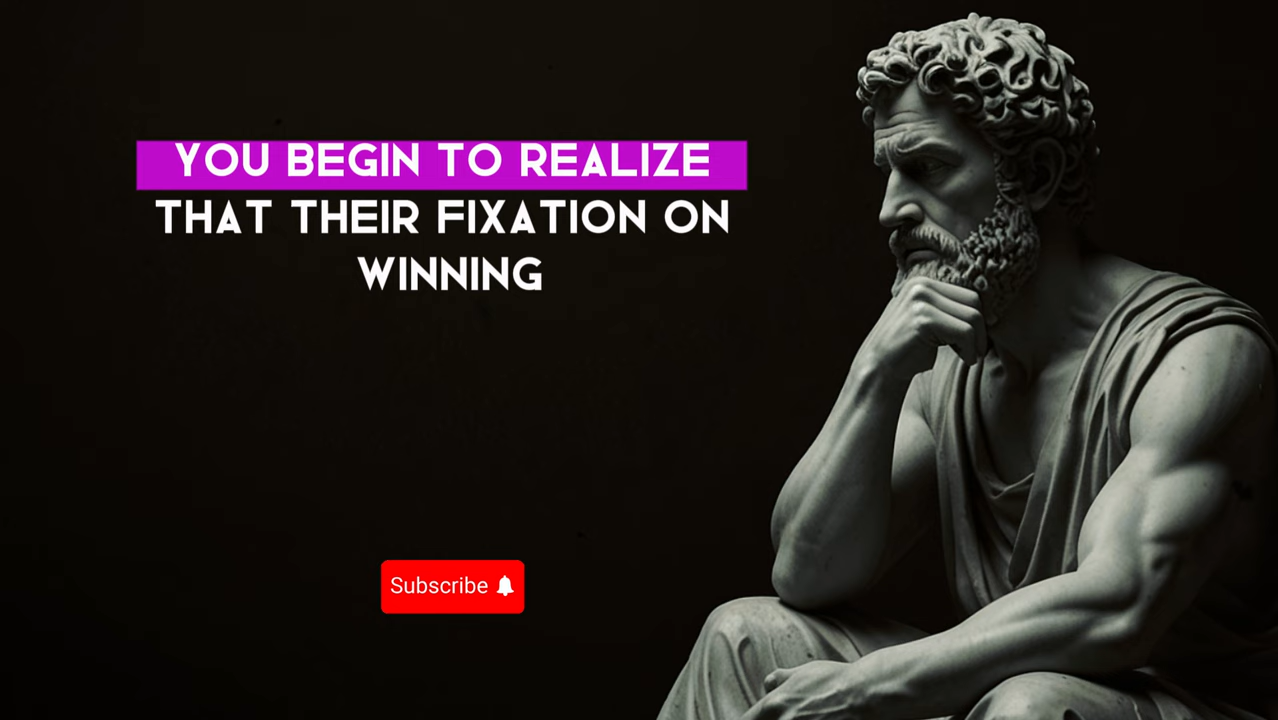 YOU BEGIN TO REALIZE
THAT THEIR FIXATION ON
WINNING
Subscribe